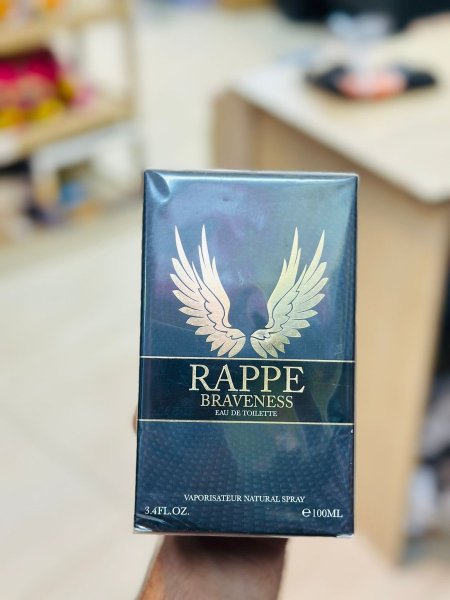 RAPPE
BRAVENESS
EAU DE TOILETTE
VAPORISATEUR NATURAL SPRAY
3.4FL.OZ. ℮100ML